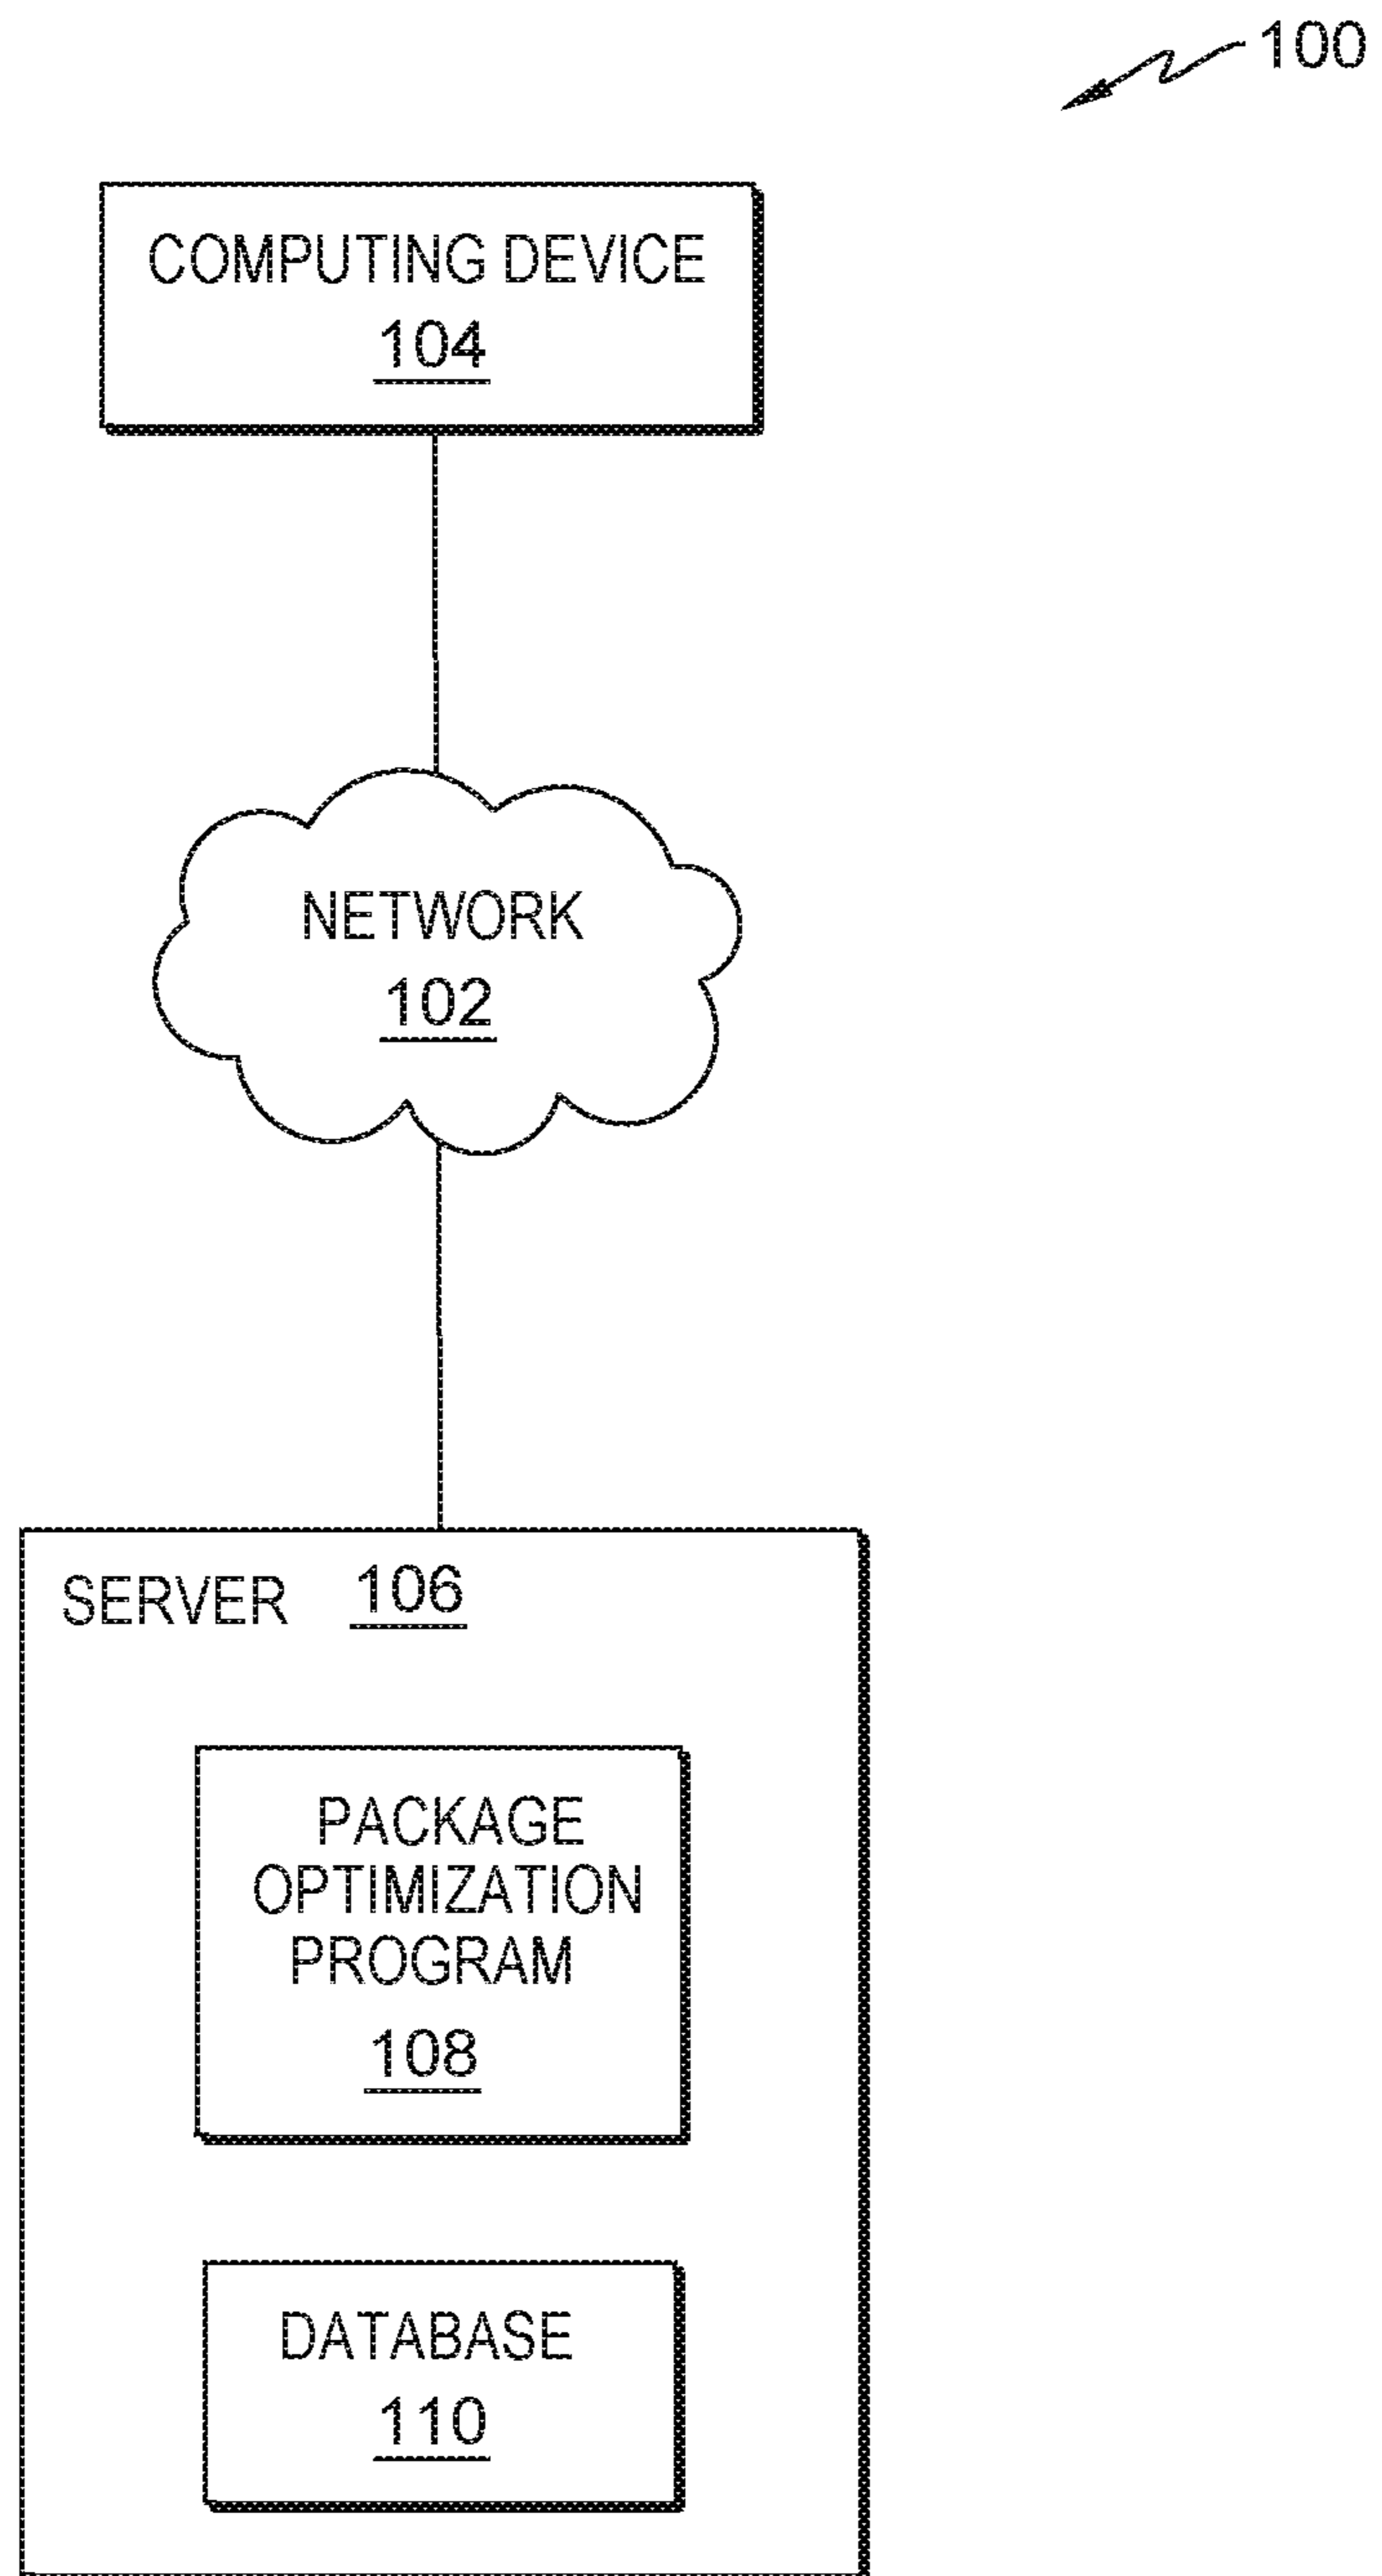 100
COMPUTING DEVICE
104
NETWORK
102
SERVER 106
PACKAGE
OPTIMIZATION
PROGRAM
108
DATABASE
110